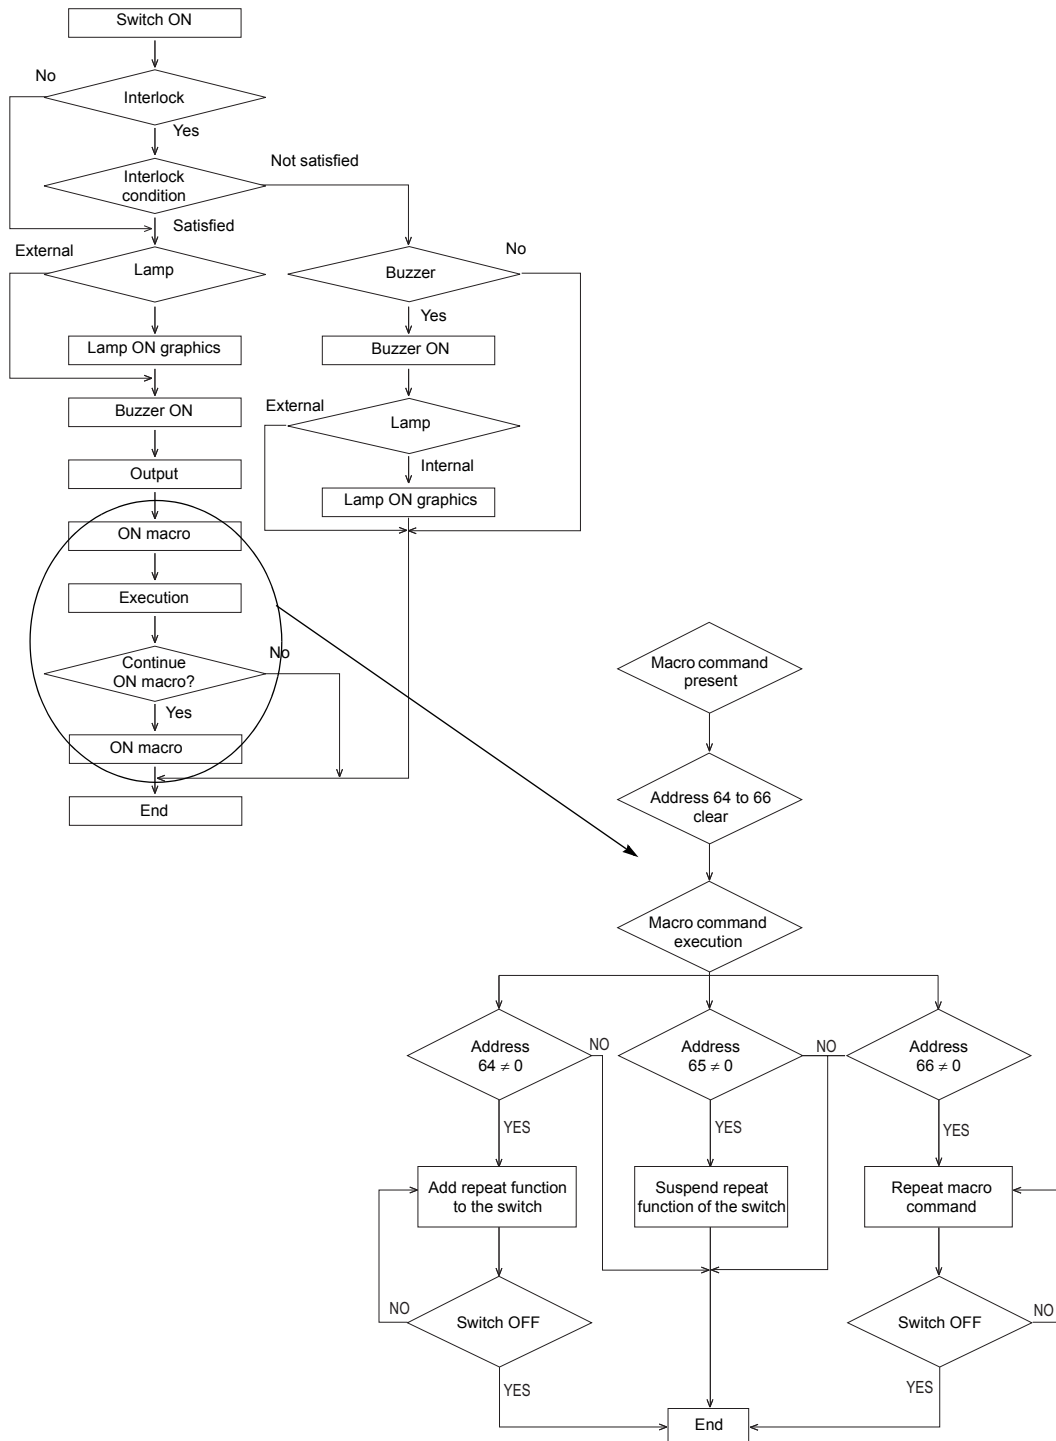 Switch ON
No
Interlock
Yes
Not satisfied
Interlock
condition
Satisfied
External
Lamp
No
Buzzer
Yes
Lamp ON graphics
Buzzer ON
Buzzer ON
External
Lamp
Output
Internal
Lamp ON graphics
ON macro
Execution
No
Continue
ON macro?
Yes
ON macro
End
Macro command
present
Address 64 to 66
clear
Macro command
execution
Address
64 ≠ 0
NO
Address
65 ≠ 0
NO
Address
66 ≠ 0
YES
YES
YES
Add repeat function
to the switch
Suspend repeat
function of the switch
Repeat macro
command
NO
Switch OFF
Switch OFF
NO
YES
YES
End